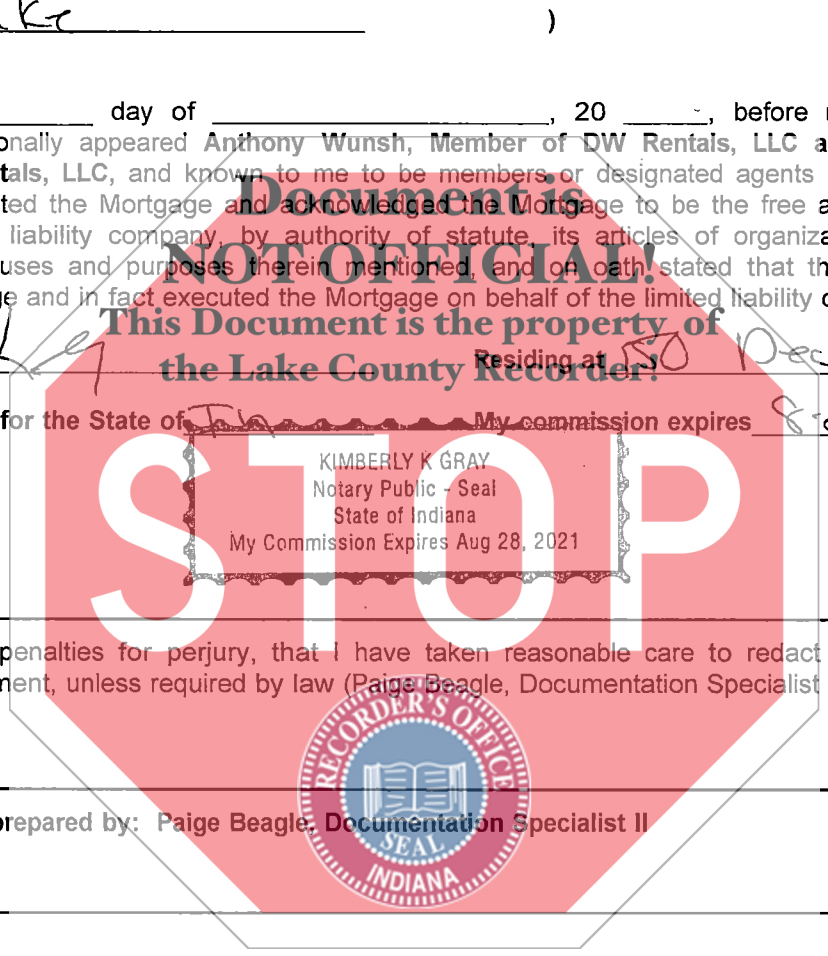 )
day of ____________, 20 ______, before
onally appeared Anthony Wunsh, Member of DW Rentals, LLC a
tals, LLC, and known to me to be members or designated agents
ted the Mortgage and acknowledged the Mortgage to be the free a
liability company, by authority of statute, its articles of organiza
uses and purposes therein mentioned, and on oath stated that th
ge and in fact executed the Mortgage on behalf of the limited liability c
Document is
NOT OFFICIAL!
This Document is the property of
the Lake County Recorder!
Residing at
for the State of IN My commission expires 8-
STOP
KIMBERLY K GRAY
Notary Public - Seal
State of Indiana
My Commission Expires Aug 28, 2021
penalties for perjury, that I have taken reasonable care to redact
ment, unless required by law (Paige Beagle, Documentation Specialist
RECORDER'S OFFICE
SEAL
INDIANA
prepared by: Paige Beagle, Documentation Specialist II